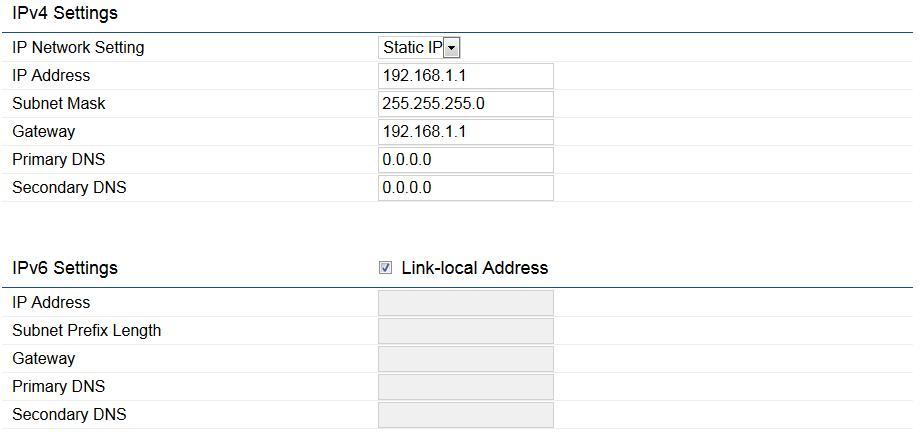 IPv4 Settings
IP Network Setting Static IP
IP Address 192.168.1.1
Subnet Mask 255.255.255.0
Gateway 192.168.1.1
Primary DNS 0.0.0.0
Secondary DNS 0.0.0.0
IPv6 Settings Link-local Address
IP Address
Subnet Prefix Length
Gateway
Primary DNS
Secondary DNS